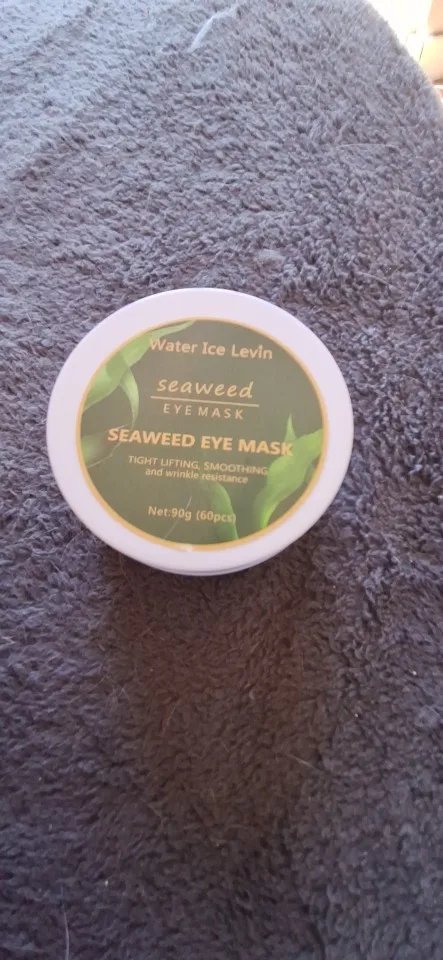 Water Ice Levin
seaweed
EYE MASK
SEAWEED EYE MASK
TIGHT LIFTING, SMOOTHING
and wrinkle resistance
Net:90g (60pcs)